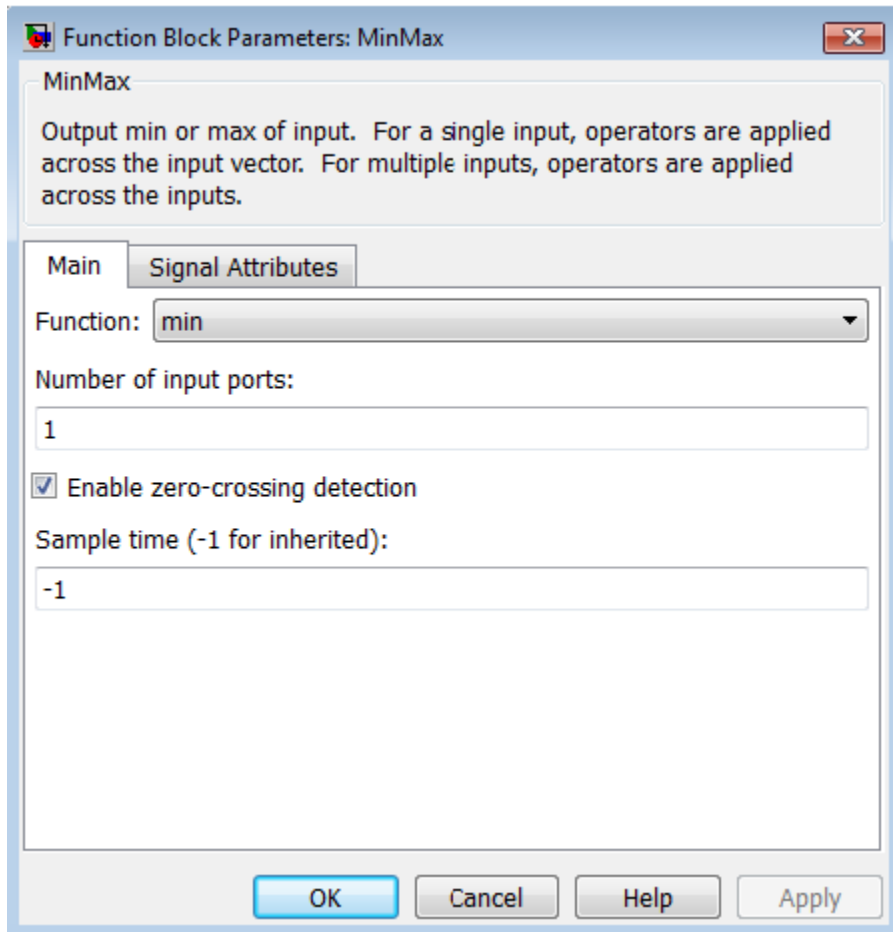 Function Block Parameters: MinMax
MinMax
Output min or max of input.  For a single input, operators are applied
across the input vector.  For multiple inputs, operators are applied
across the inputs.
Main
Signal Attributes
Function: min
Number of input ports:
1
Enable zero-crossing detection
Sample time (-1 for inherited):
-1
OK Cancel Help Apply